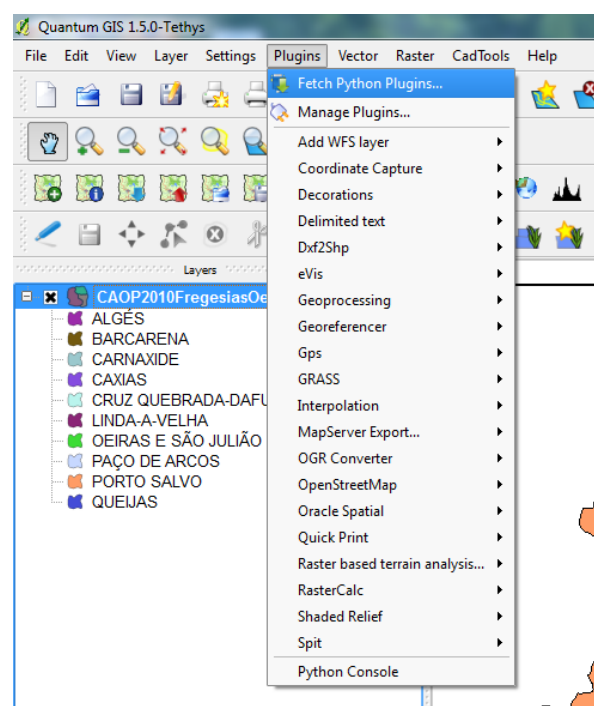 Quantum GIS 1.5.0-Tethys
File Edit View Layer Settings Plugins Vector Raster CadTools Help
Fetch Python Plugins...
Manage Plugins...
Add WFS layer
Coordinate Capture
Decorations
Delimited text
Dxf2Shp
eVis
Geoprocessing
Georeferencer
Gps
GRASS
Interpolation
MapServer Export...
OGR Converter
OpenStreetMap
Oracle Spatial
Quick Print
Raster based terrain analysis...
RasterCalc
Shaded Relief
Spit
Python Console
Layers
CAOP2010FregesiasOe
ALGÉS
BARCARENA
CARNAXIDE
CAXIAS
CRUZ QUEBRADA-DAFU
LINDA-A-VELHA
OEIRAS E SÃO JULIÃO
PAÇO DE ARCOS
PORTO SALVO
QUEIJAS